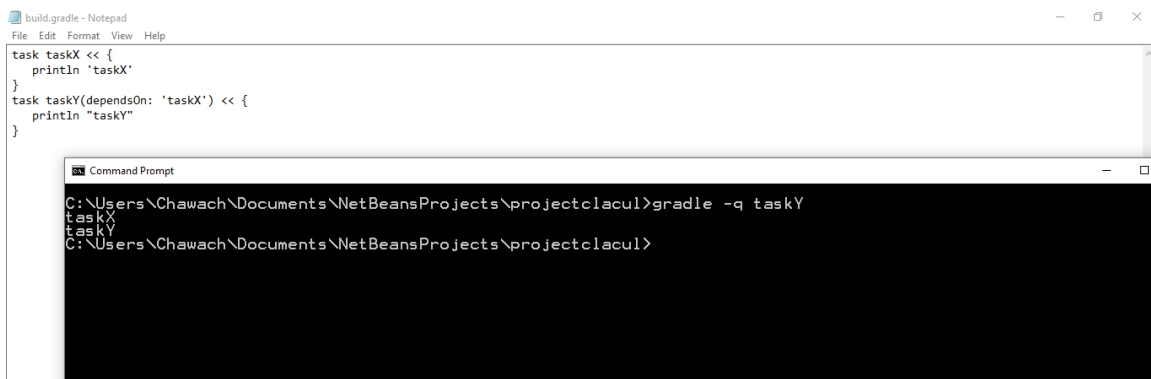 build.gradle - Notepad
File Edit Format View Help
task taskX << {
   println 'taskX'
}
task taskY(dependsOn: 'taskX') << {
   println "taskY"
}
Command Prompt
C:\Users\Chawach\Documents\NetBeansProjects\projectclacul>gradle -q taskY
taskX
taskY
C:\Users\Chawach\Documents\NetBeansProjects\projectclacul>